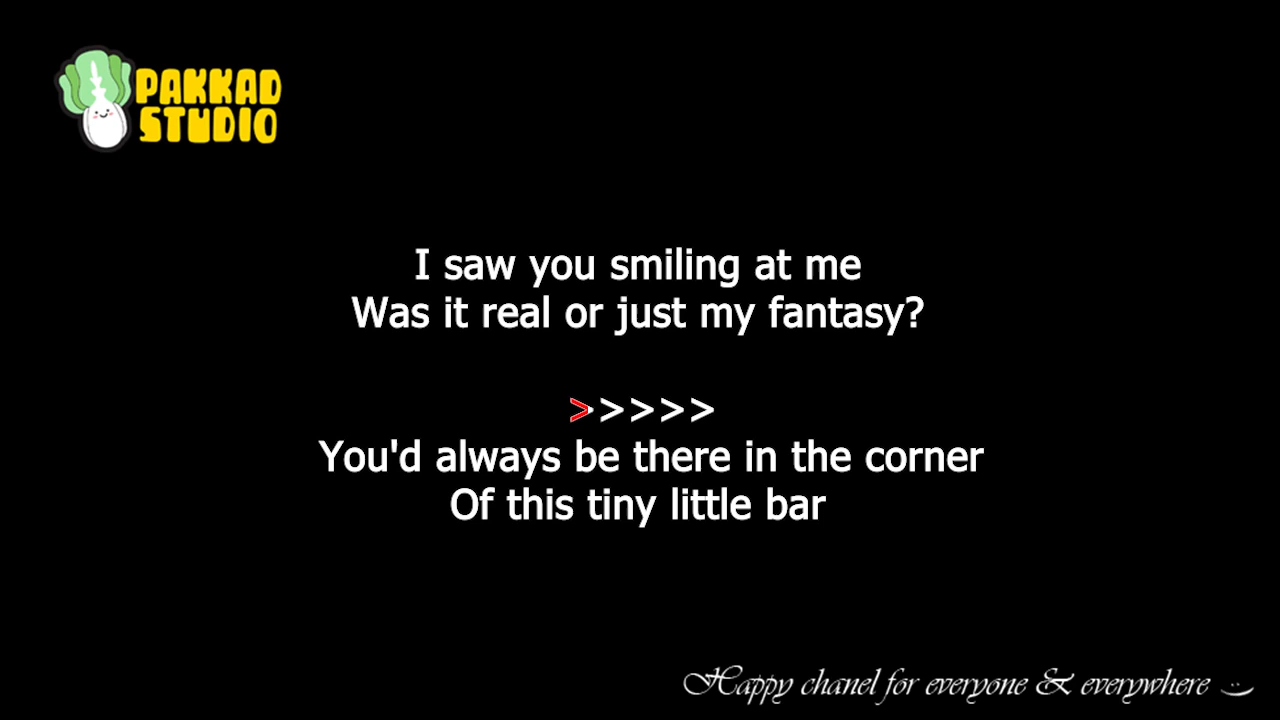 PAKKAD
STUDIO
I saw you smiling at me
Was it real or just my fantasy?
>>>>>
You'd always be there in the corner
Of this tiny little bar
Happy chanel for everyone & everywhere :)